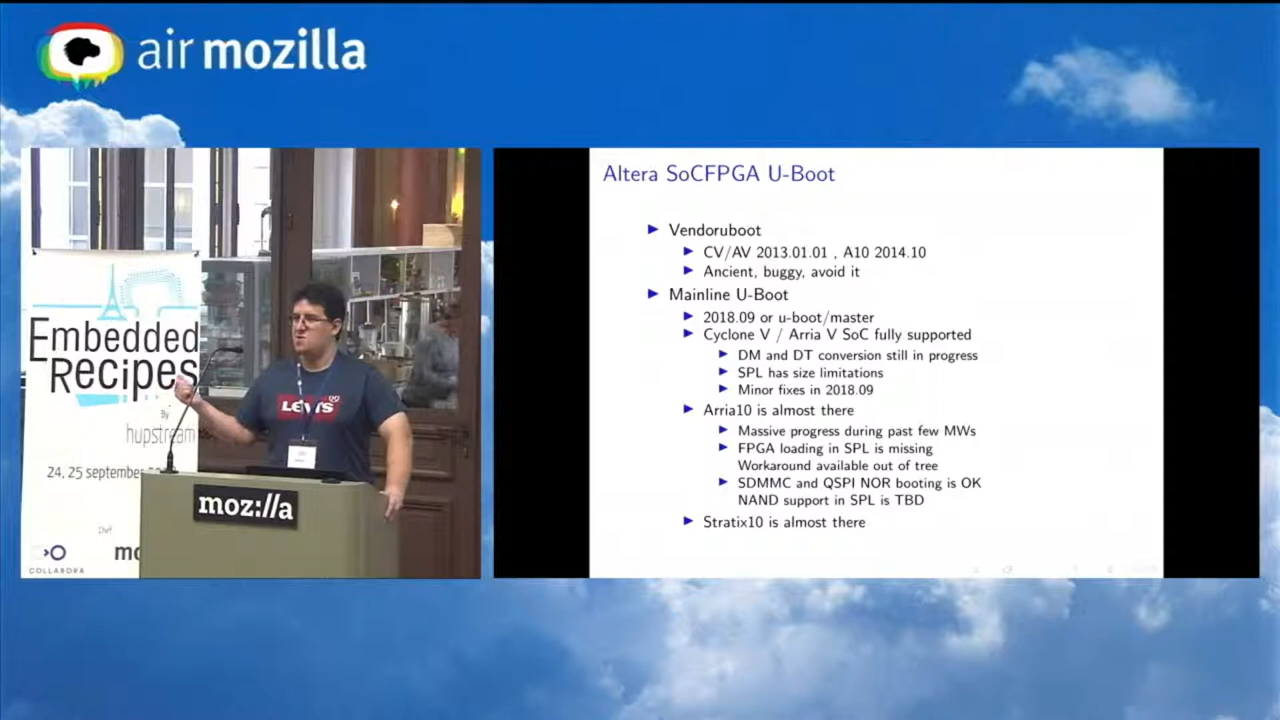 air mozilla
Embedded
Recipes
By
hupstream
24, 25 september
Chef
COLLABORA
LEVI'S
moz://a
Altera SoCFPGA U-Boot
Vendoruboot
CV/AV 2013.01.01 , A10 2014.10
Ancient, buggy, avoid it
Mainline U-Boot
2018.09 or u-boot/master
Cyclone V / Arria V SoC fully supported
DM and DT conversion still in progress
SPL has size limitations
Minor fixes in 2018.09
Arria10 is almost there
Massive progress during past few MWs
FPGA loading in SPL is missing
Workaround available out of tree
SDMMC and QSPI NOR booting is OK
NAND support in SPL is TBD
Stratix10 is almost there